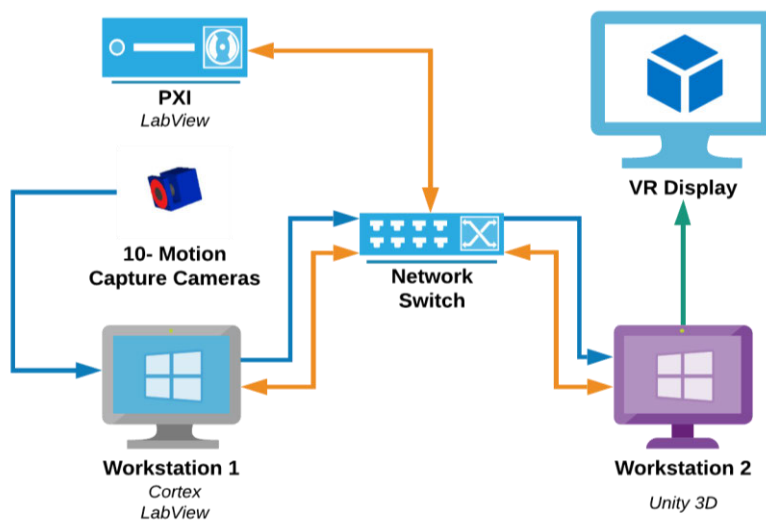 PXI
LabView
10- Motion
Capture Cameras
Network
Switch
VR Display
Workstation 1
Cortex
LabView
Workstation 2
Unity 3D